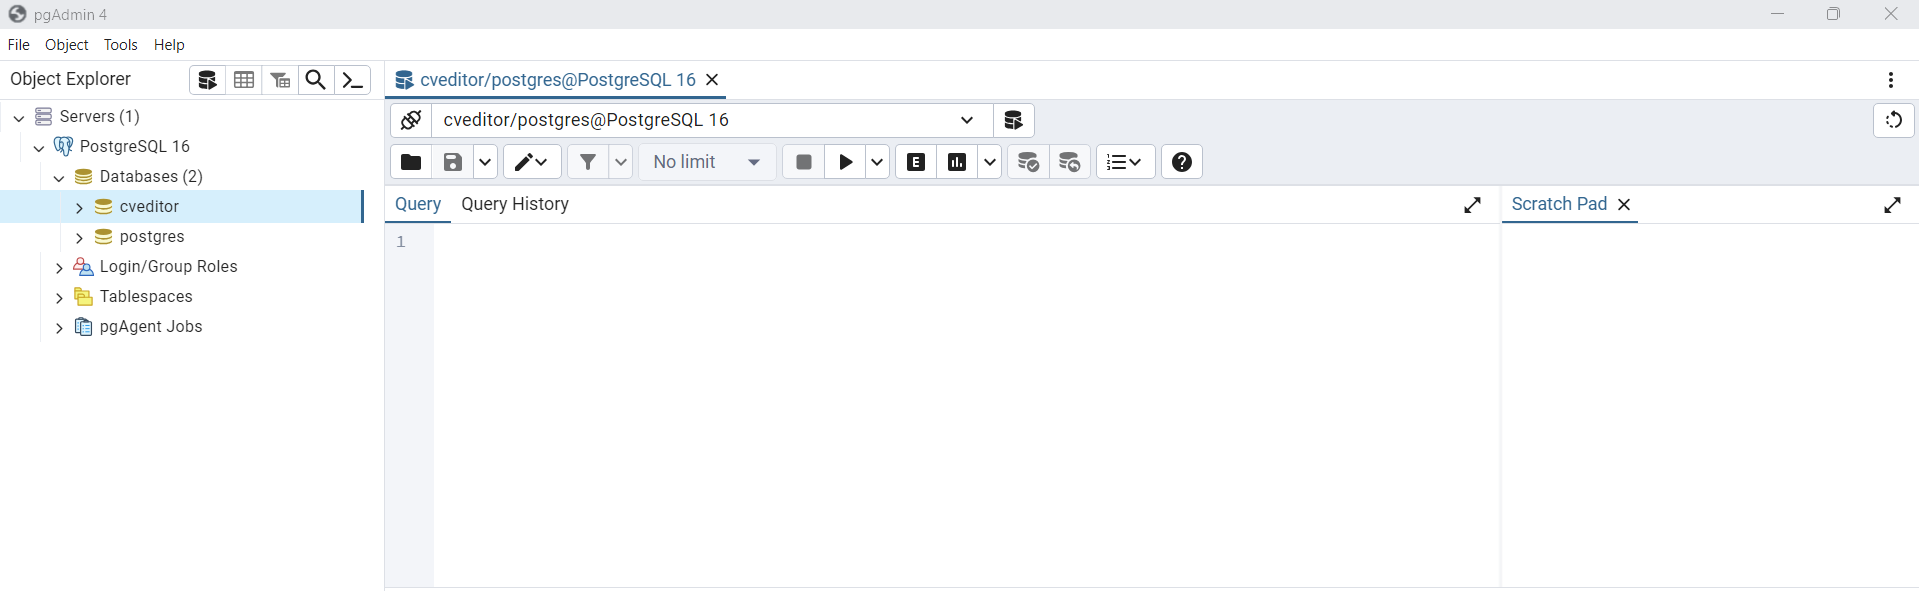 pgAdmin 4
File Object Tools Help
Object Explorer
cveditor/postgres@PostgreSQL 16
Servers (1)
PostgreSQL 16
Databases (2)
cveditor
postgres
Login/Group Roles
Tablespaces
pgAgent Jobs
cveditor/postgres@PostgreSQL 16
No limit
E
Query Query History
Scratch Pad
1